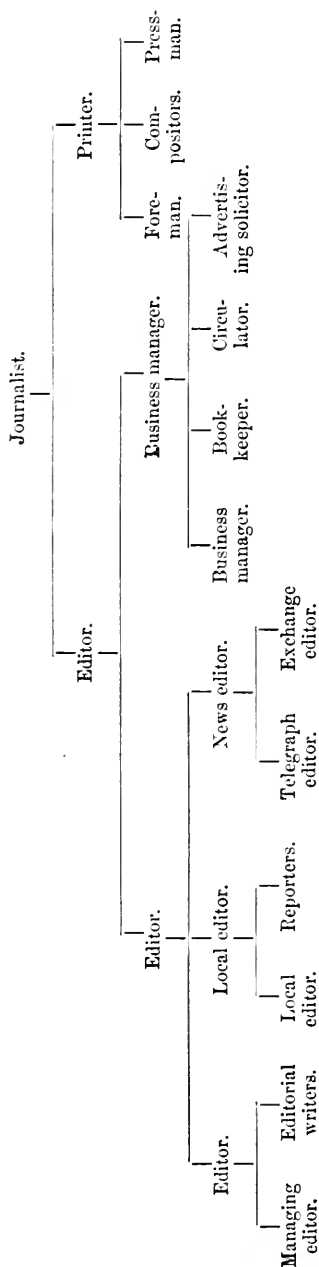 Journalist.
Editor.
Printer.
Editor.
Business manager.
Fore-
man.
Com-
positors.
Press-
man.
Editor.
Local editor.
News editor.
Business
manager.
Book-
keeper.
Circu-
lator.
Advertis-
ing solicitor.
Managing
editor.
Editorial
writers.
Local
editor.
Reporters.
Telegraph
editor.
Exchange
editor.